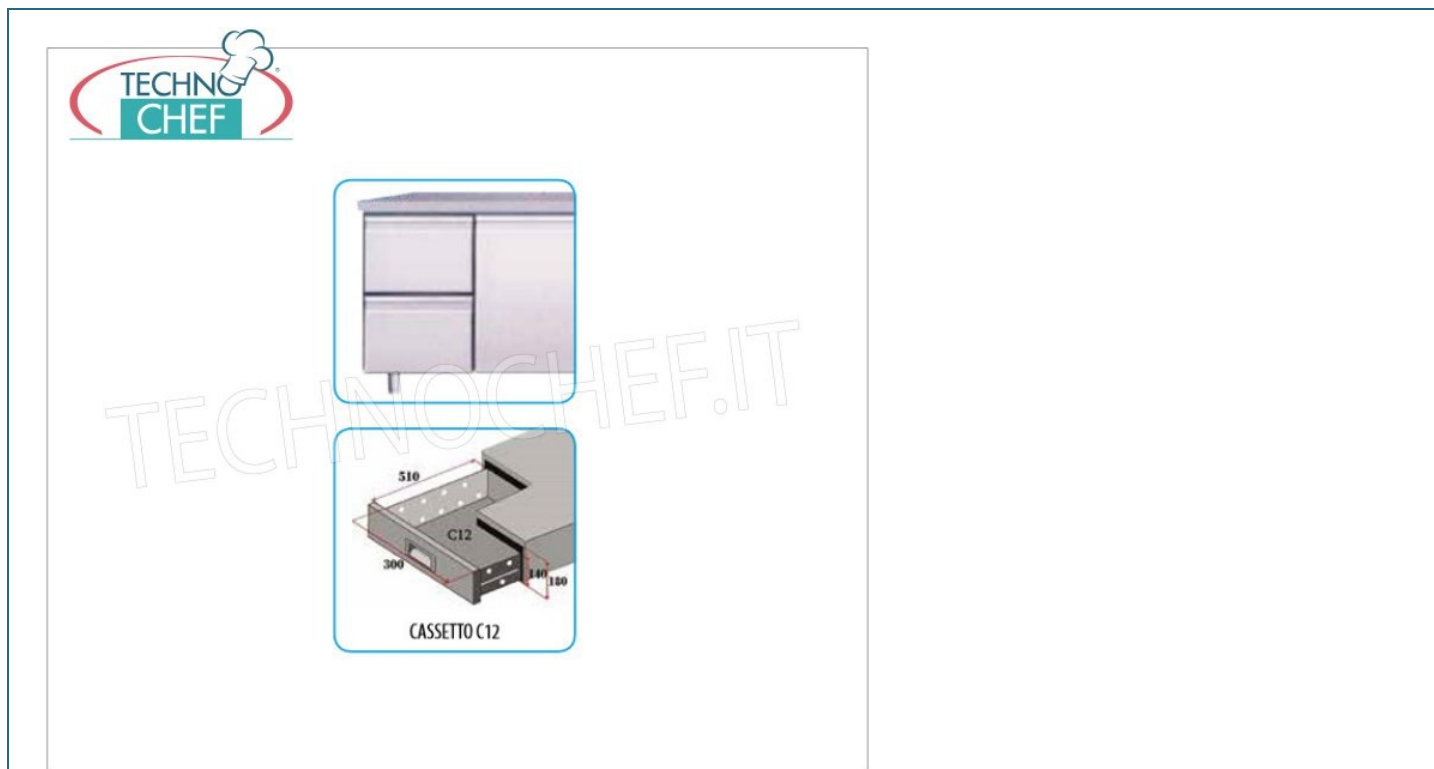 TECHNO
CHEF
®
TECHNOCHEF.IT
510
C12
300
140
180
CASSETTO C12